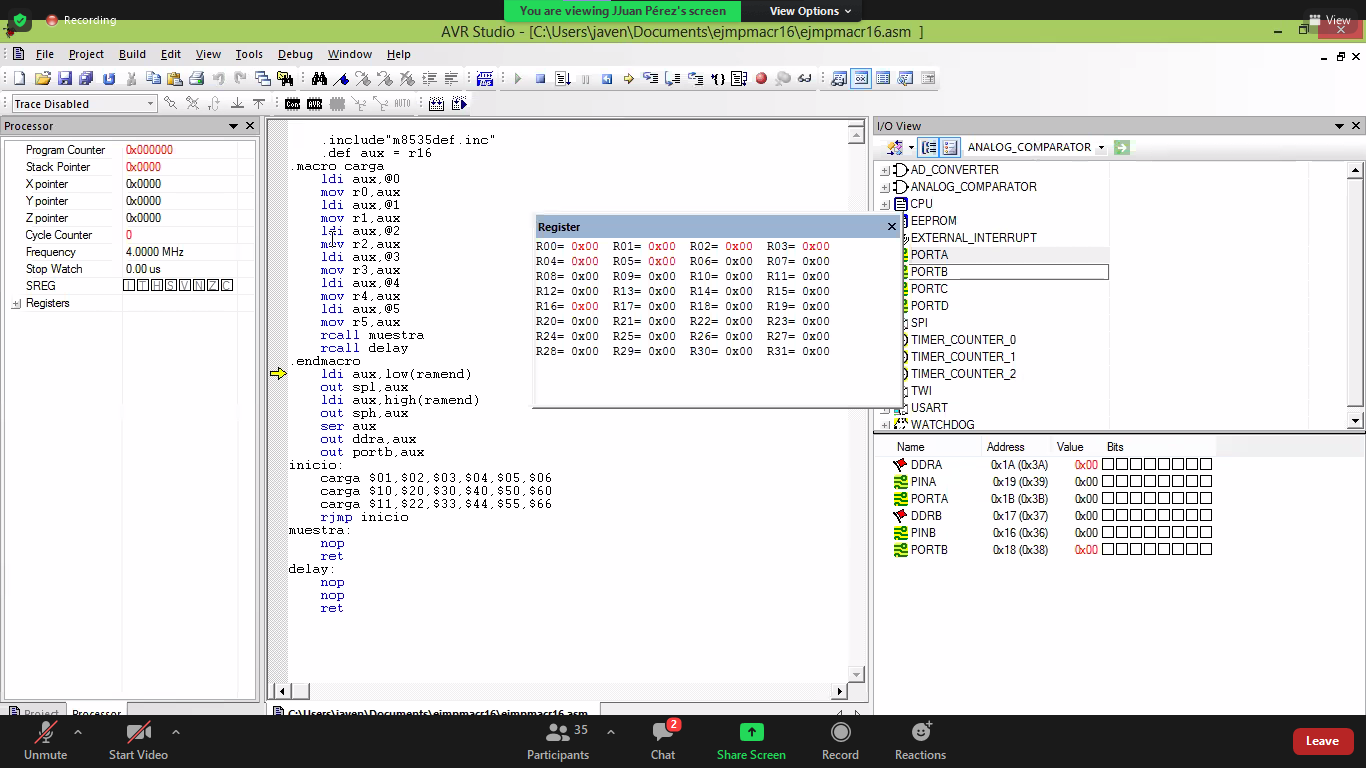 You are viewing JJuan Pérez's screen
View Options
Recording
View
AVR Studio - [C:\Users\javen\Documents\ejmpmacr16\ejmpmacr16.asm ]
File Project Build Edit View Tools Debug Window Help
Trace Disabled
Con AVR AUTO
Processor
Program Counter 0x000000
Stack Pointer 0x0000
X pointer 0x0000
Y pointer 0x0000
Z pointer 0x0000
Cycle Counter 0
Frequency 4.0000 MHz
Stop Watch 0.00 us
SREG I T H S V N Z C
Registers
.include"m8535def.inc"
.def aux = r16
.macro carga
ldi aux,@0
mov r0,aux
ldi aux,@1
mov r1,aux
ldi aux,@2
mov r2,aux
ldi aux,@3
mov r3,aux
ldi aux,@4
mov r4,aux
ldi aux,@5
mov r5,aux
rcall muestra
rcall delay
.endmacro
ldi aux,low(ramend)
out spl,aux
ldi aux,high(ramend)
out sph,aux
ser aux
out ddra,aux
out portb,aux
inicio:
carga $01,$02,$03,$04,$05,$06
carga $10,$20,$30,$40,$50,$60
carga $11,$22,$33,$44,$55,$66
rjmp inicio
muestra:
nop
ret
delay:
nop
nop
ret
Register
R00= 0x00 R01= 0x00 R02= 0x00 R03= 0x00
R04= 0x00 R05= 0x00 R06= 0x00 R07= 0x00
R08= 0x00 R09= 0x00 R10= 0x00 R11= 0x00
R12= 0x00 R13= 0x00 R14= 0x00 R15= 0x00
R16= 0x00 R17= 0x00 R18= 0x00 R19= 0x00
R20= 0x00 R21= 0x00 R22= 0x00 R23= 0x00
R24= 0x00 R25= 0x00 R26= 0x00 R27= 0x00
R28= 0x00 R29= 0x00 R30= 0x00 R31= 0x00
I/O View
ANALOG_COMPARATOR
AD_CONVERTER
ANALOG_COMPARATOR
CPU
EEPROM
EXTERNAL_INTERRUPT
PORTA
PORTB
PORTC
PORTD
SPI
TIMER_COUNTER_0
TIMER_COUNTER_1
TIMER_COUNTER_2
TWI
USART
WATCHDOG
Name Address Value Bits
DDRA 0x1A (0x3A) 0x00
PINA 0x19 (0x39) 0x00
PORTA 0x1B (0x3B) 0x00
DDRB 0x17 (0x37) 0x00
PINB 0x16 (0x36) 0x00
PORTB 0x18 (0x38) 0x00
Project Processor
C:\Users\javen\Documents\ejmpmacr16\ejmpmacr16.asm
Unmute
Start Video
35
Participants
2
Chat
Share Screen
Record
Reactions
Leave